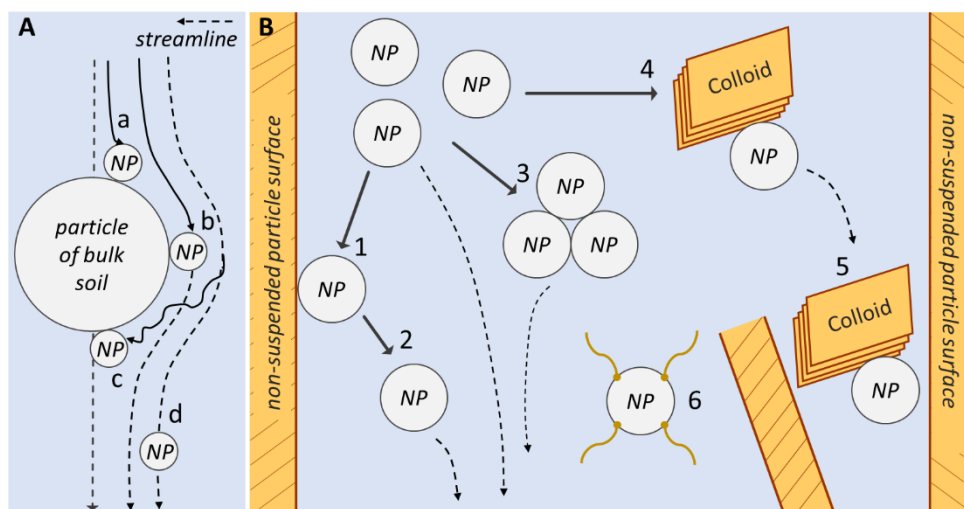 A
streamline
a
NP
b
particle
of bulk
soil
NP
NP
c
d
NP
B
non-suspended particle surface
NP
NP
NP
4
Colloid
NP
3
NP
NP
NP
1
NP
2
NP
NP
6
5
Colloid
NP
non-suspended particle surface